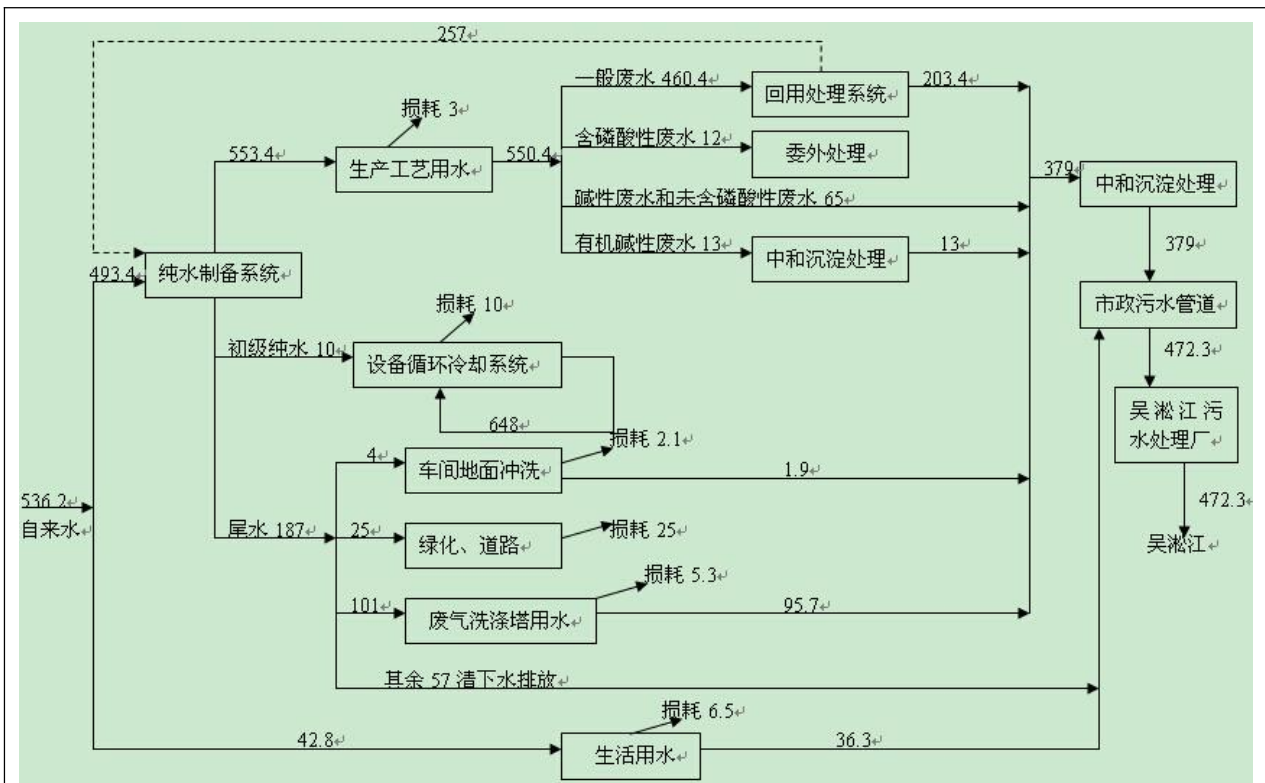 257
一般废水 460.4
回用处理系统
203.4
损耗 3
含磷酸性废水 12
委外处理
553.4
生产工艺用水
550.4
379
中和沉淀处理
碱性废水和未含磷酸性废水 65
有机碱性废水 13
中和沉淀处理
13
379
493.4
纯水制备系统
市政污水管道
损耗 10
初级纯水 10
设备循环冷却系统
472.3
648
吴淞江污
水处理厂
损耗 2.1
4
车间地面冲洗
1.9
536.2
自来水
472.3
尾水 187
25
绿化、道路
损耗 25
吴淞江
损耗 5.3
101
废气洗涤塔用水
95.7
其余 57 清下水排放
损耗 6.5
42.8
生活用水
36.3